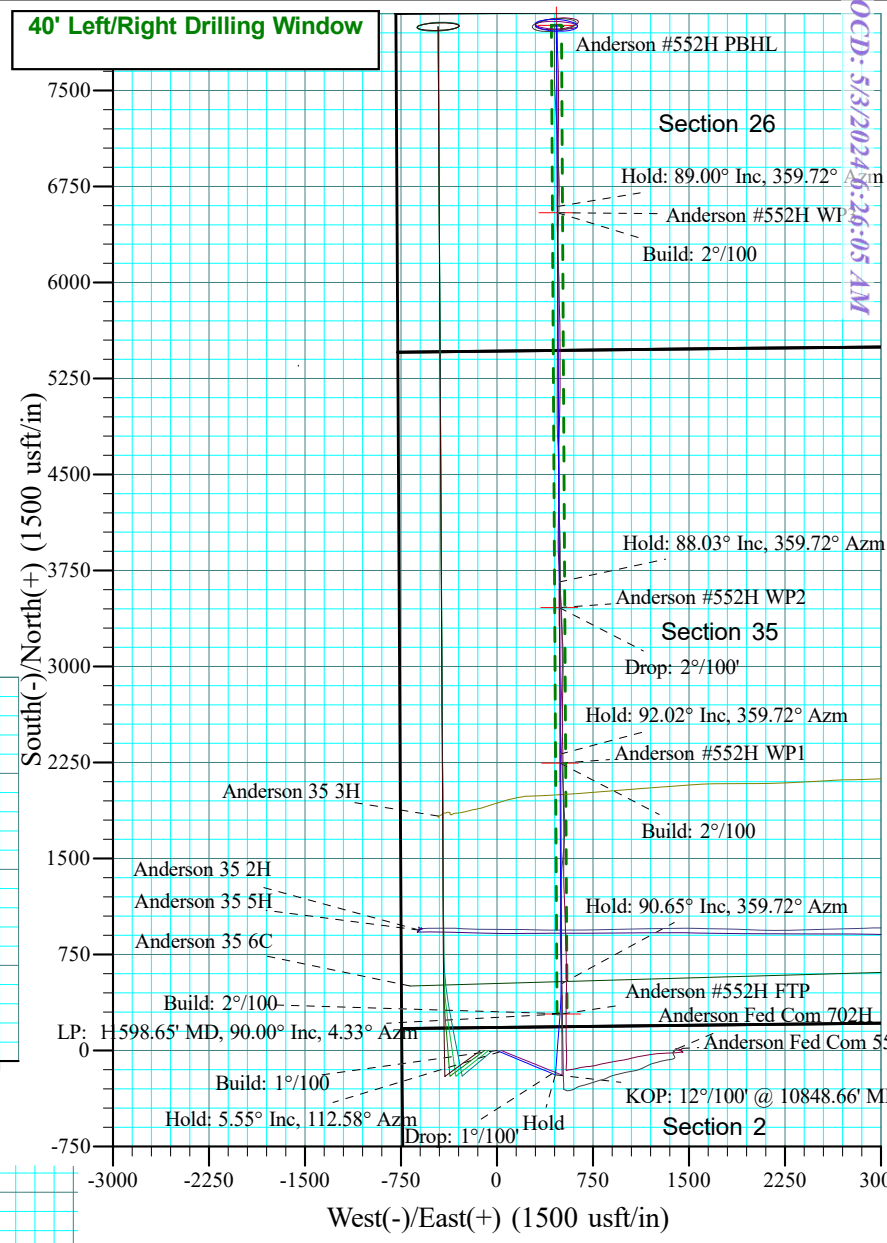 40' Left/Right Drilling Window
OCD: 5/3/2024 6:26:05 AM
Anderson #552H PBHL
7500
Section 26
Hold: 89.00° Inc, 359.72° Azm
6750
Anderson #552H WP3
Build: 2°/100
6000
5250
4500
South(-)/North(+) (1500 usft/in)
Hold: 88.03° Inc, 359.72° Azm
3750
Anderson #552H WP2
Section 35
3000
Drop: 2°/100'
Hold: 92.02° Inc, 359.72° Azm
2250
Anderson #552H WP1
Anderson 35 3H
Build: 2°/100
1500
Anderson 35 2H
Anderson 35 5H
Hold: 90.65° Inc, 359.72° Azm
Anderson 35 6C
750
Anderson #552H FTP
Build: 2°/100
Anderson Fed Com 702H
LP: 11598.65' MD, 90.00° Inc, 4.33° Azm
0
Anderson Fed Com 55
Build: 1°/100
KOP: 12°/100' @ 10848.66' MD
Hold: 5.55° Inc, 112.58° Azm
Hold
Drop: 1°/100'
Section 2
-750
-3000 -2250 -1500 -750 0 750 1500 2250 300
West(-)/East(+) (1500 usft/in)